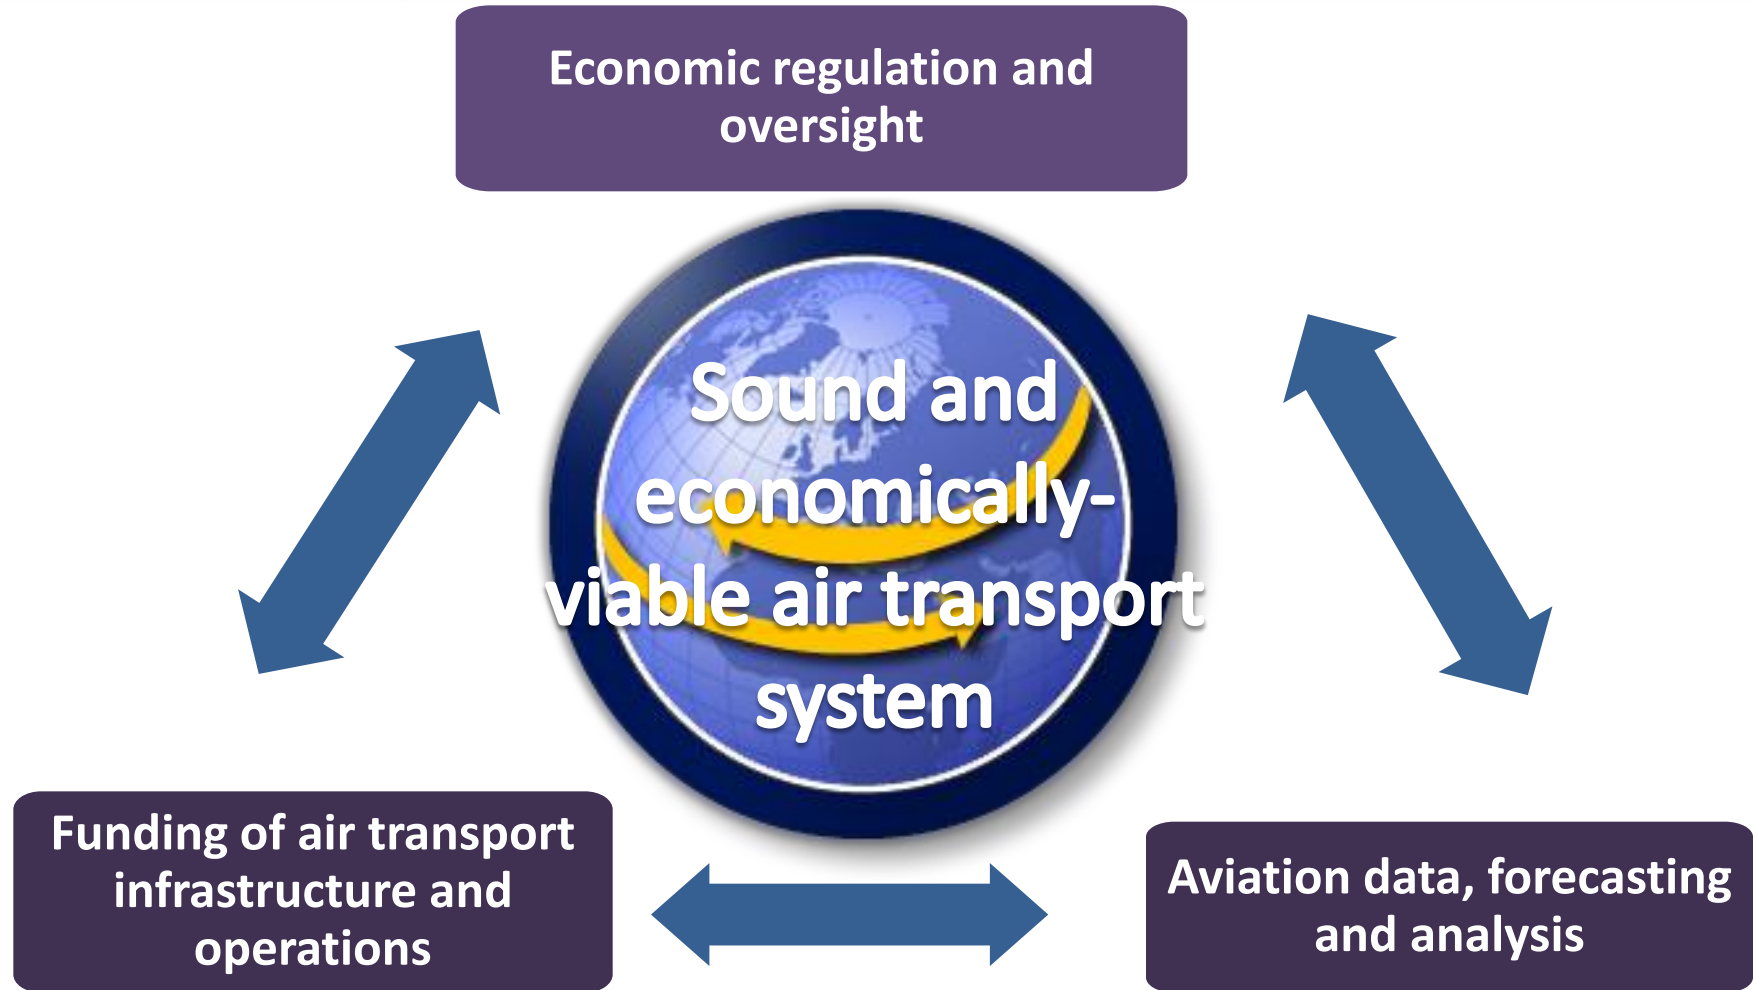 Economic regulation and
oversight
Sound and
economically-
viable air transport
system
Funding of air transport
infrastructure and
operations
Aviation data, forecasting
and analysis